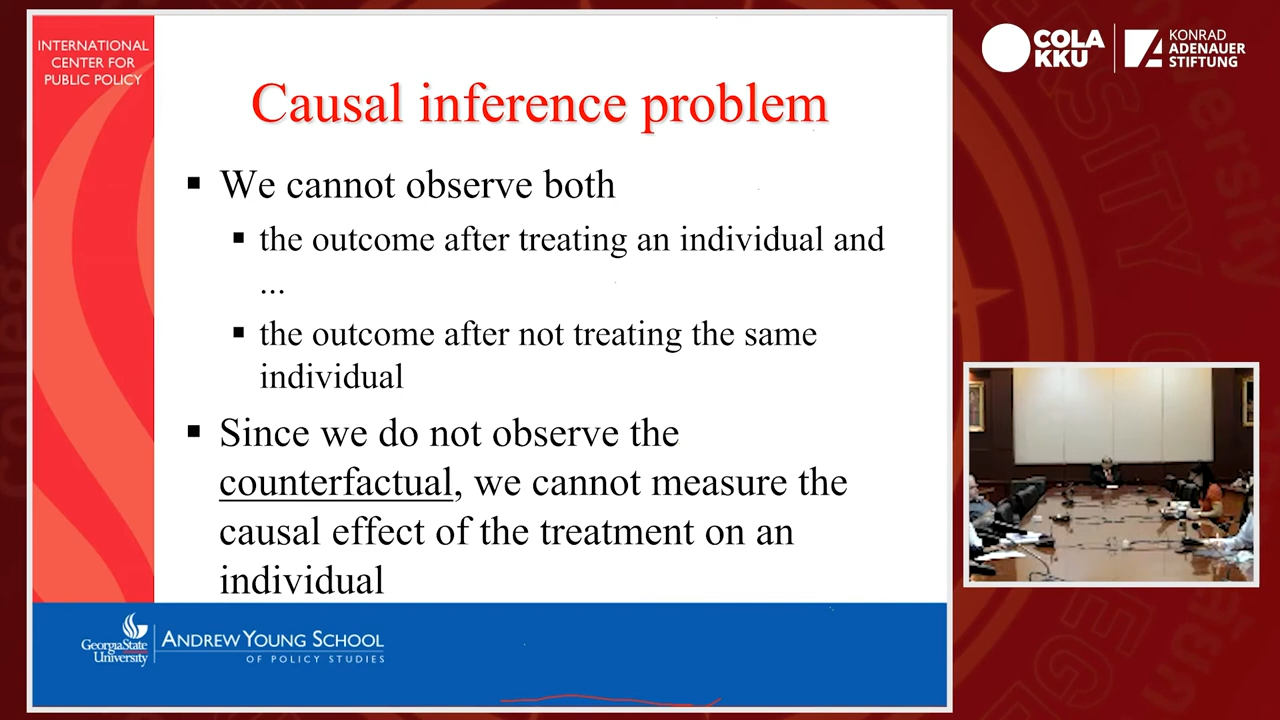 INTERNATIONAL
CENTER FOR
PUBLIC POLICY
Causal inference problem
▪ We cannot observe both
▪ the outcome after treating an individual and
...
▪ the outcome after not treating the same
individual
▪ Since we do not observe the
counterfactual, we cannot measure the
causal effect of the treatment on an
individual
GeorgiaState
University
ANDREW YOUNG SCHOOL
OF POLICY STUDIES
COLA
KKU
KONRAD
ADENAUER
STIFTUNG